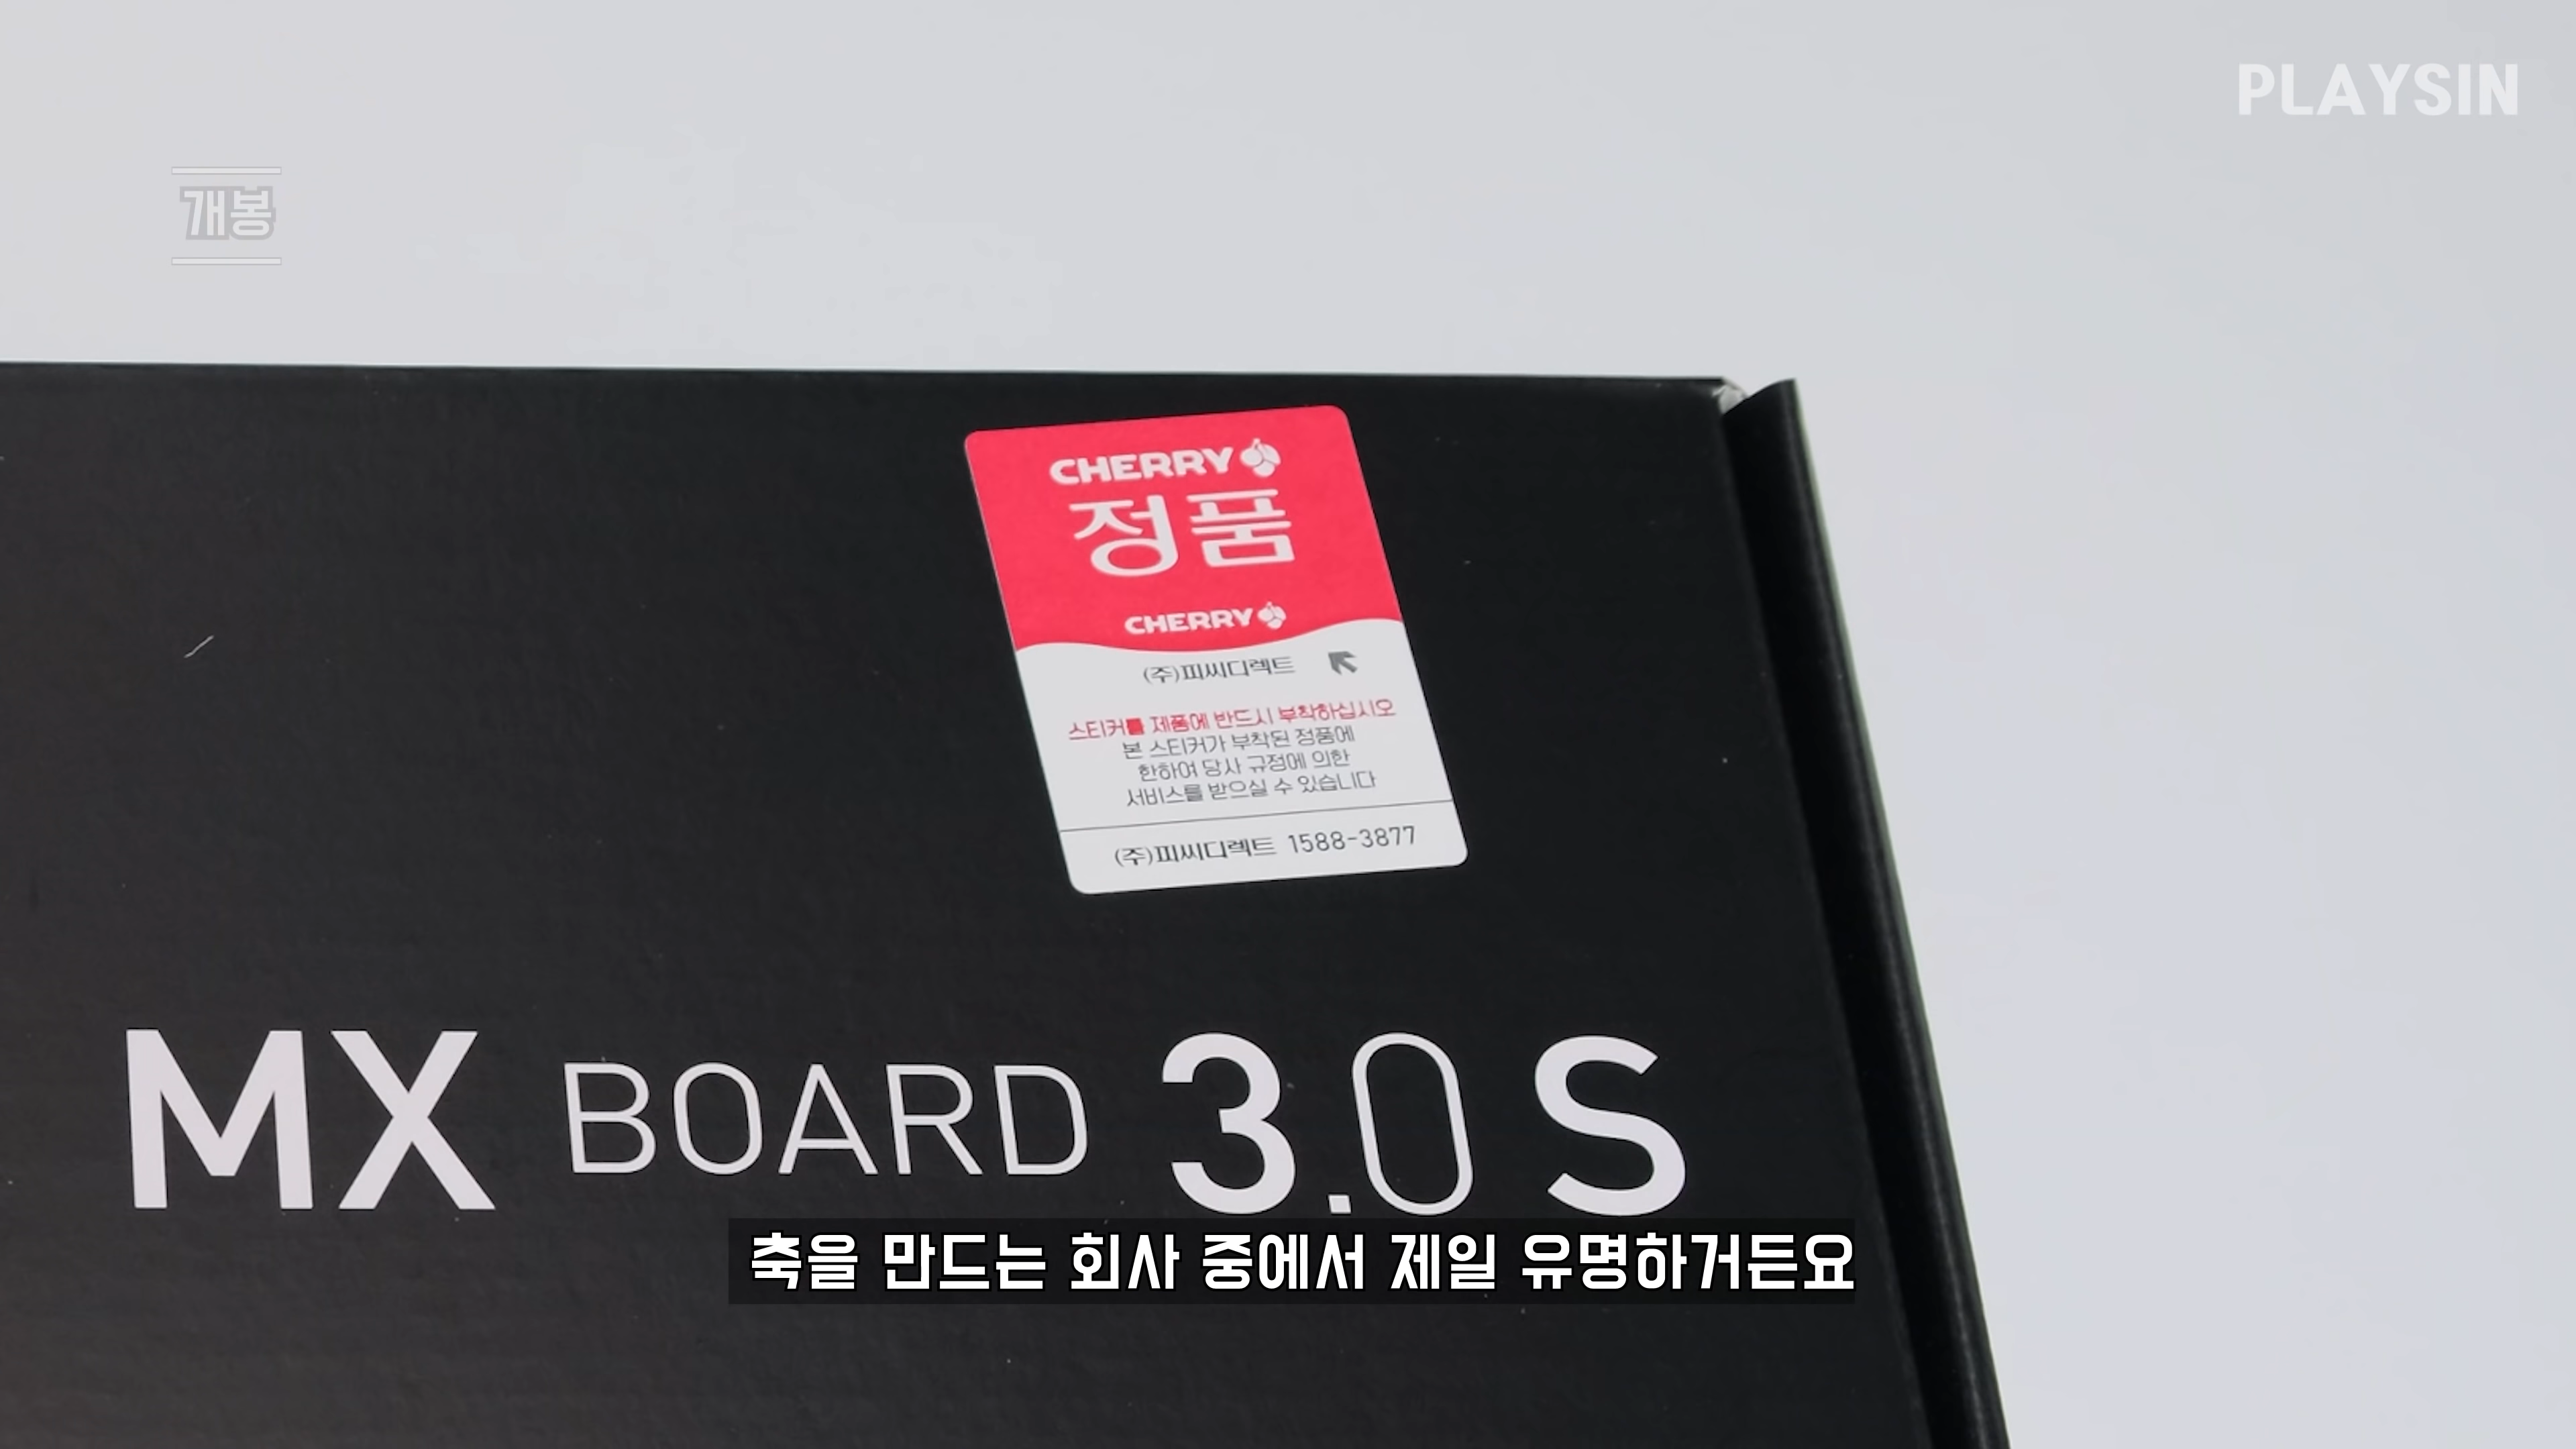 PLAYSIN
개봉
CHERRY
정품
CHERRY
(주)피씨디렉트
스티커를 제품에 반드시 부착하십시오
본 스티커가 부착된 정품에
한하여 당사 규정에 의한
서비스를 받으실 수 있습니다
(주)피씨디렉트 1588-3877
MX BOARD 3.0 S
축을 만드는 회사 중에서 제일 유명하거든요